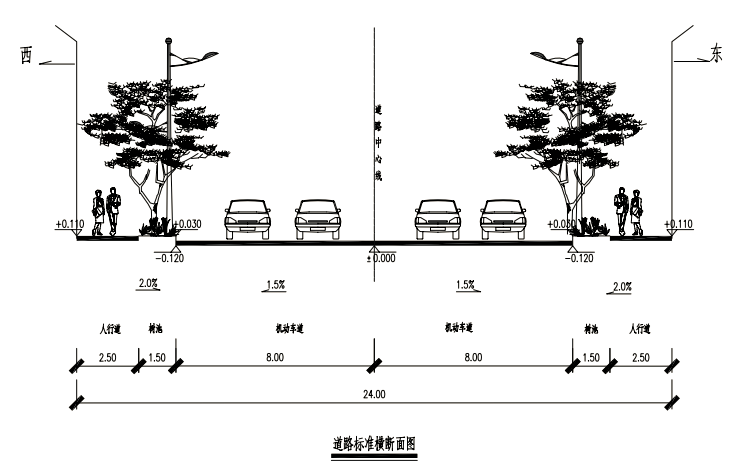 西
东
道路中心线
+0.110
+0.030
+0.030
+0.110
-0.120
±0.000
-0.120
2.0%
1.5%
1.5%
2.0%
人行道
树池
机动车道
机动车道
树池
人行道
2.50
1.50
8.00
8.00
1.50
2.50
24.00
道路标准横断面图